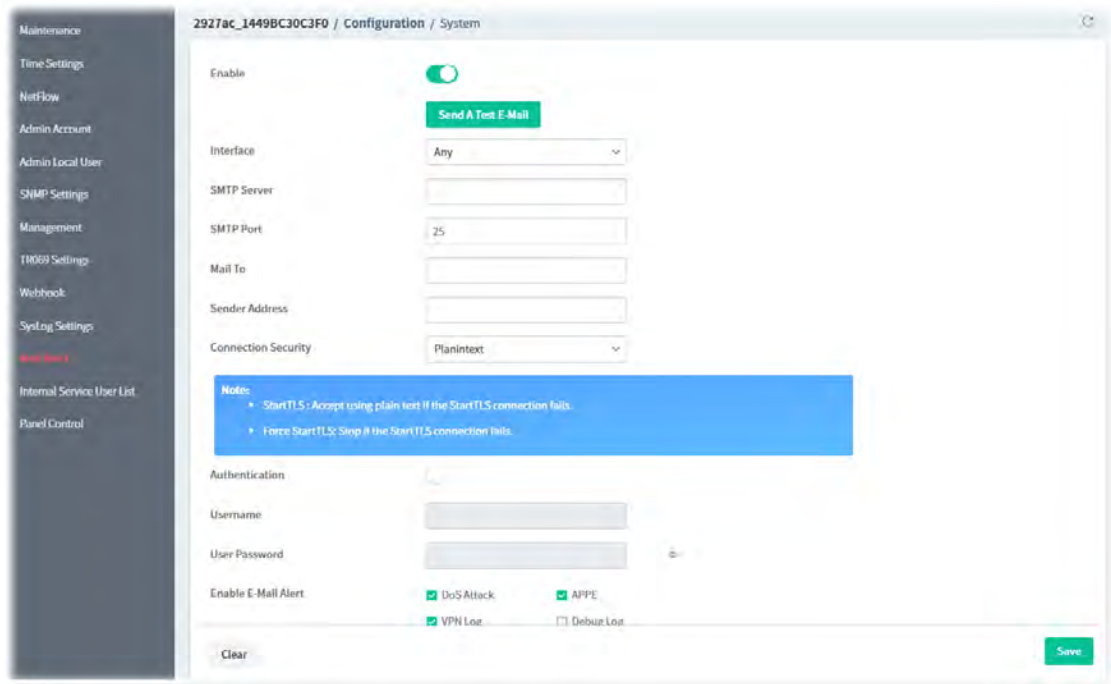 2927ac_1449BC30C3F0 / Configuration / System
Maintenance
Time Settings
NetFlow
Admin Account
Admin Local User
SNMP Settings
Management
TR069 Settings
Webhook
SysLog Settings
Internal Service User List
Panel Control
Enable
Send A Test E-Mail
Interface
Any
SMTP Server
SMTP Port
25
Mail To
Sender Address
Connection Security
Planintext
Note:
StartTLS : Accept using plain text if the StartTLS connection fails.
Force StartTLS: Stop if the StartTLS connection fails.
Authentication
Username
User Password
Enable E-Mail Alert
DoS Attack
APPE
VPN Log
Debug Log
Clear
Save